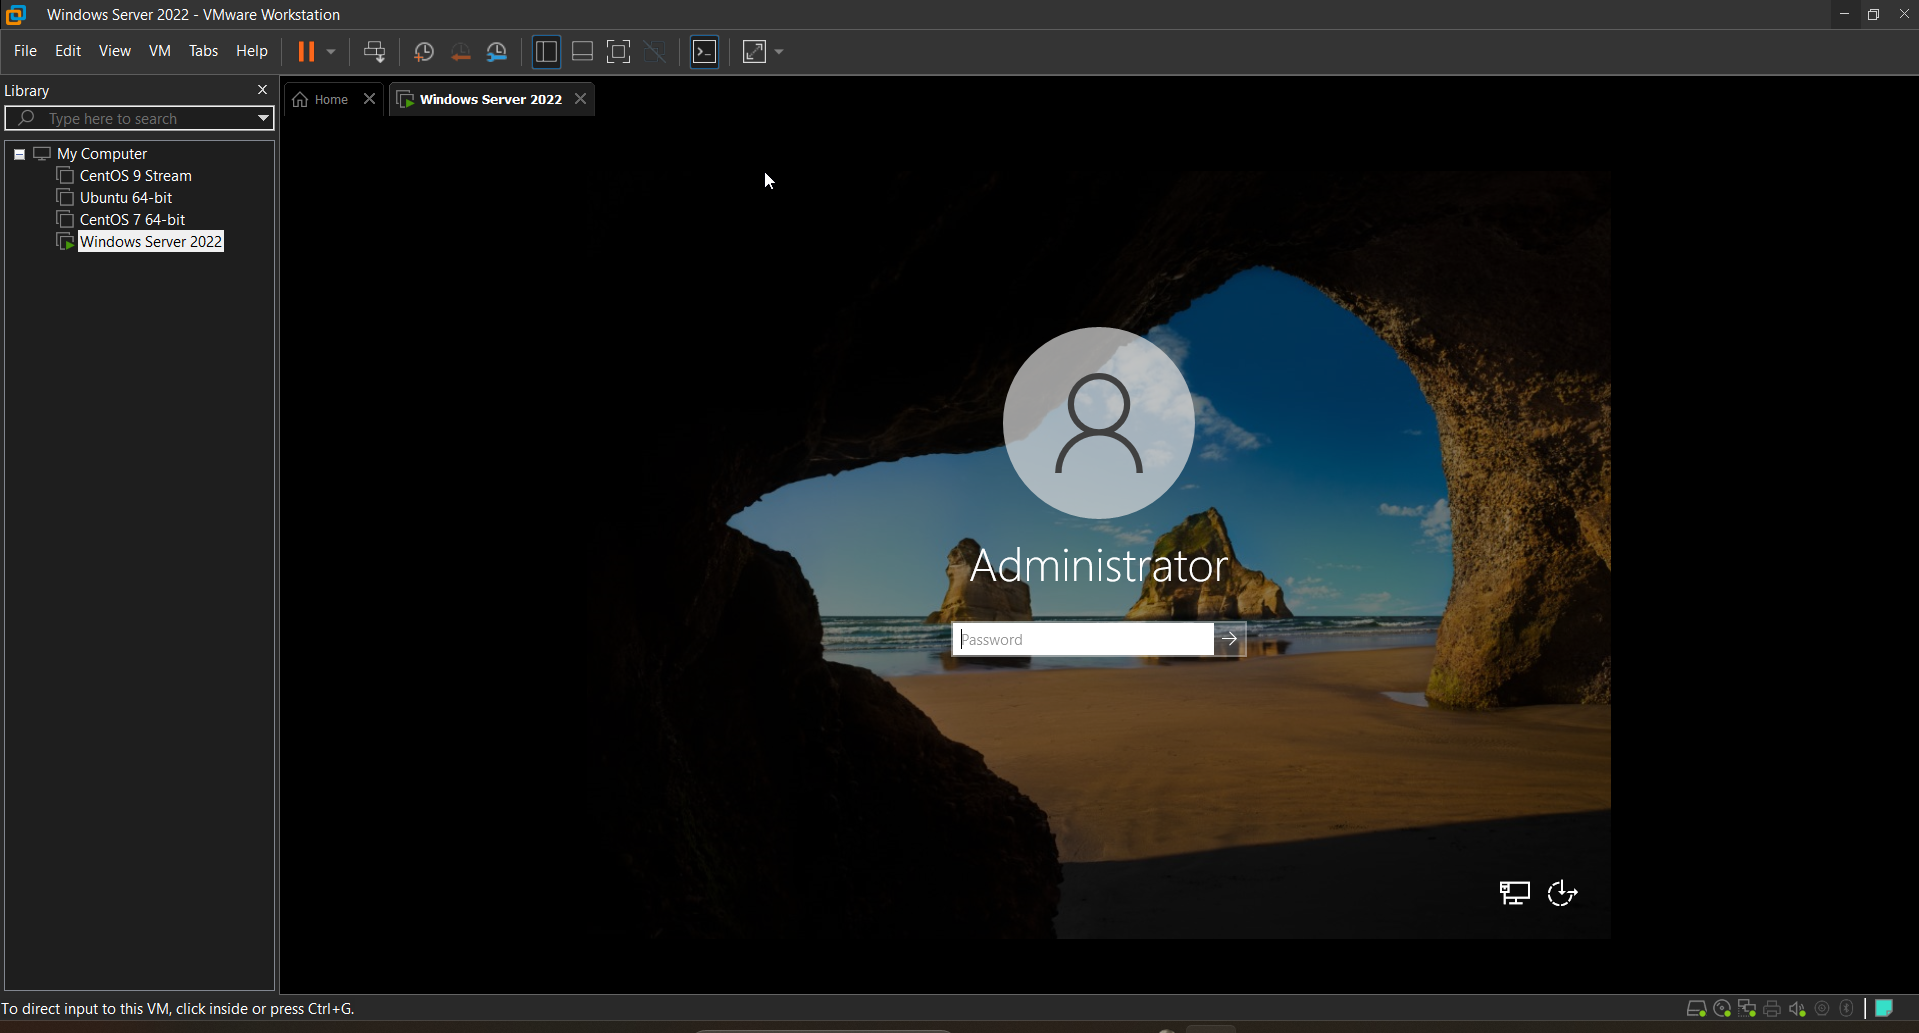 Windows Server 2022 - VMware Workstation
File Edit View VM Tabs Help
Library
Type here to search
My Computer
CentOS 9 Stream
Ubuntu 64-bit
CentOS 7 64-bit
Windows Server 2022
Home
Windows Server 2022
Administrator
Password
To direct input to this VM, click inside or press Ctrl+G.